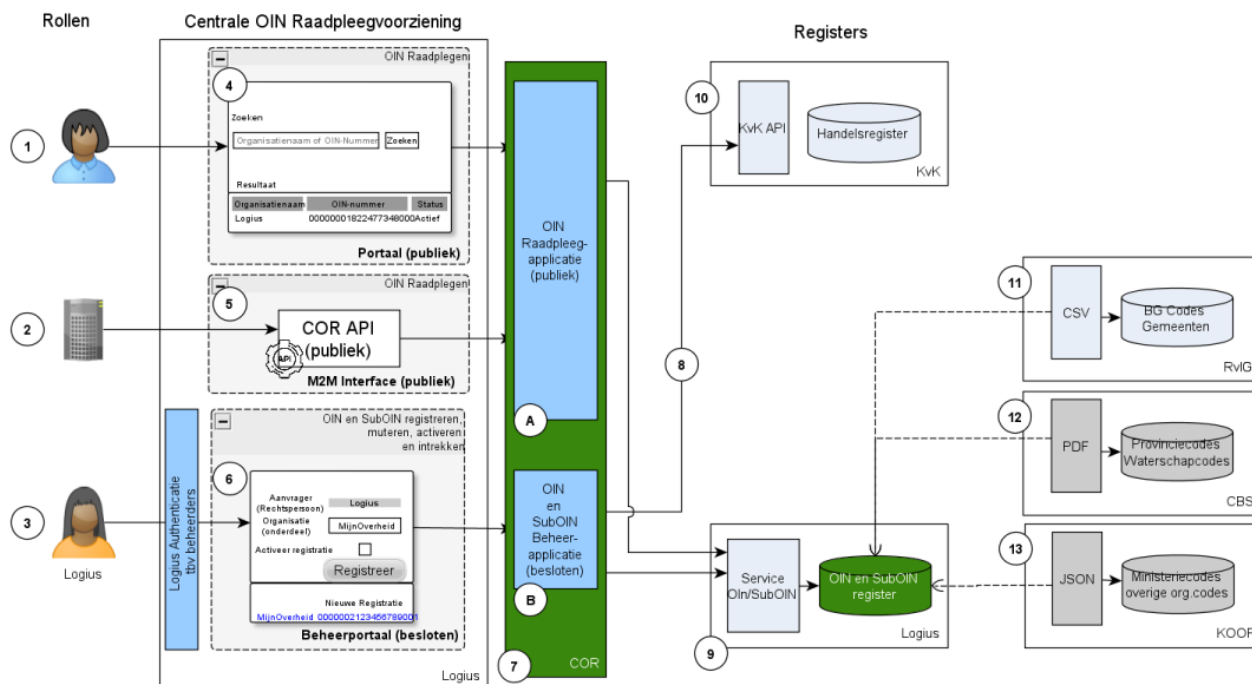 Rollen
Centrale OIN Raadpleegvoorziening
Registers
1
2
3
Logius
OIN Raadplegen
4
Zoeken
Organisatienaam of OIN-Nummer
Zoeken
Resultaat
Organisatienaam OIN-nummer Status
Logius 00000001822477348000Actief
Portaal (publiek)
OIN Raadplegen
5
COR API
(publiek)
API
M2M Interface (publiek)
Logius Authenticatie
tbv beheerders
OIN en SubOIN registreren,
muteren, activeren
en intrekken
6
Aanvrager
(Rechtspersoon)
Logius
Organisatie
(onderdeel)
MijnOverheid
Activeer registratie
Registreer
Nieuwe Registratie
MijnOverheid 0000002123456789001
Beheerportaal (besloten)
Logius
OIN
Raadpleeg-
applicatie
(publiek)
A
OIN
en
SubOIN
Beheer-
applicatie
(besloten)
B
7
COR
8
10
KvK API
Handelsregister
KvK
9
Service
OIn/SubOIN
OIN en SubOIN
register
Logius
11
CSV
BG Codes
Gemeenten
RvIG
12
PDF
Provinciecodes
Waterschapcodes
CBS
13
JSON
Ministeriecodes
overige org.codes
KOOP